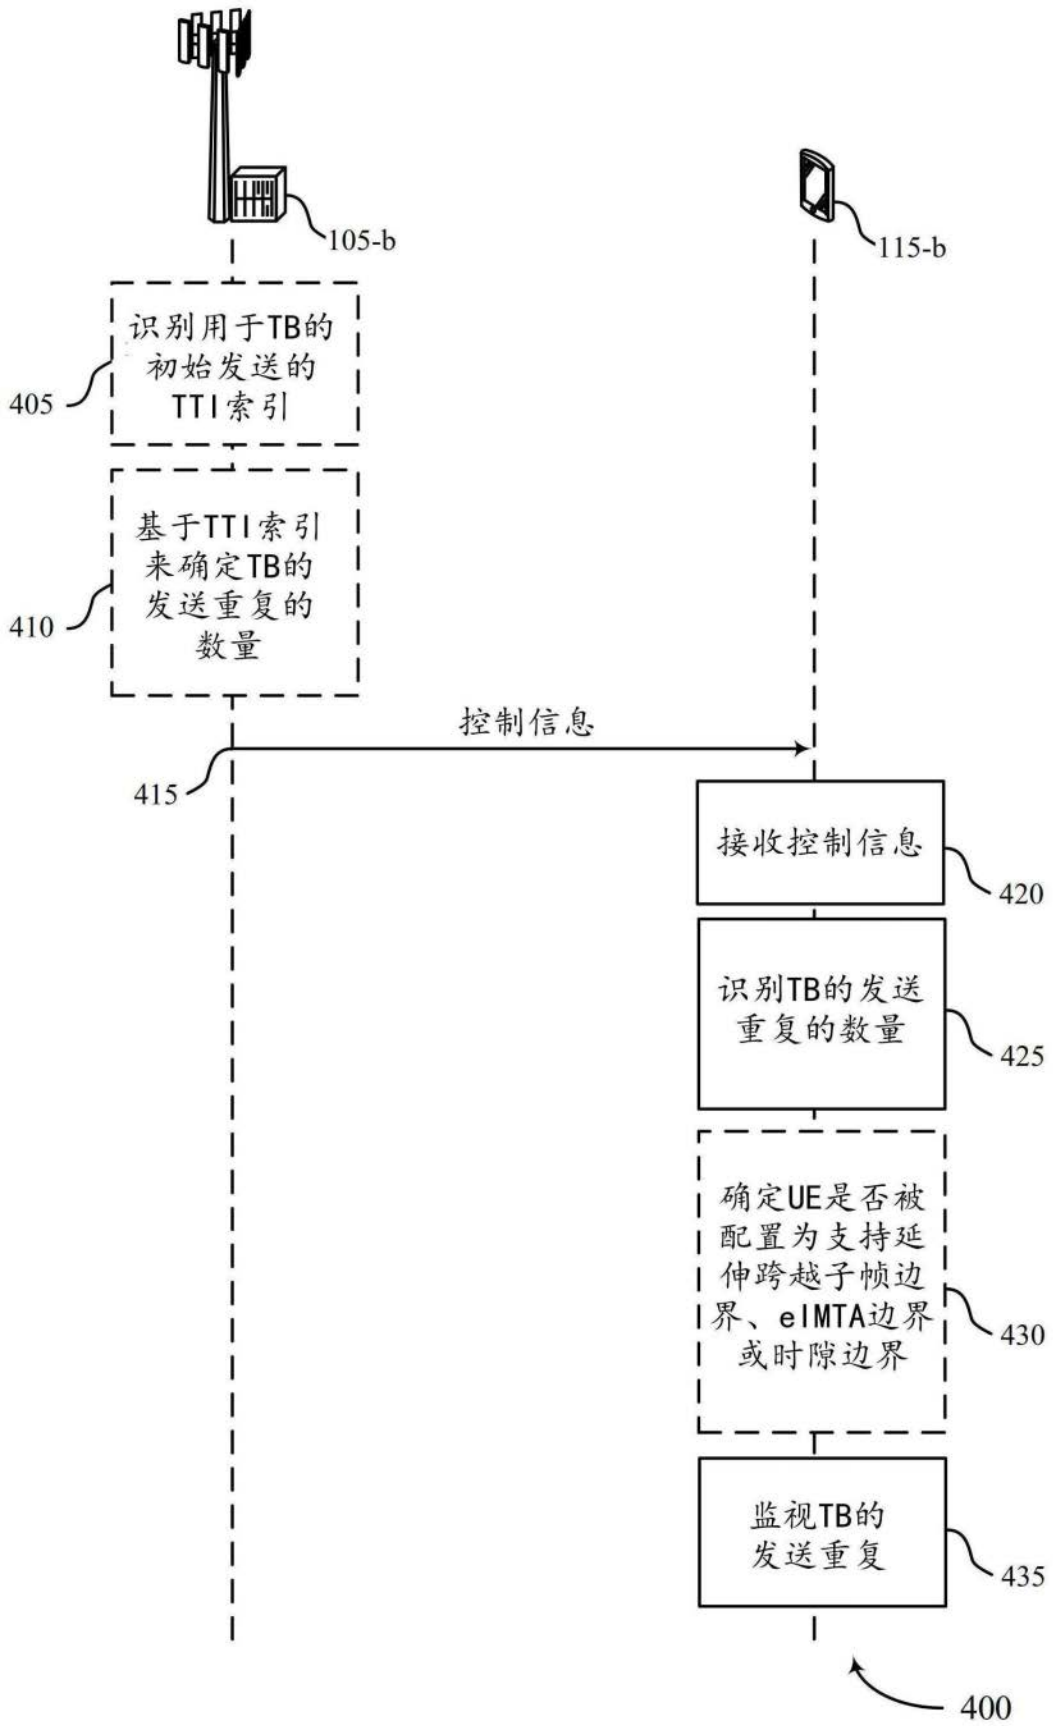 105-b
115-b
识别用于TB的
初始发送的
TTI索引
405
基于TTI索引
来确定TB的
发送重复的
数量
410
控制信息
415
接收控制信息
420
识别TB的发送
重复的数量
425
确定UE是否被
配置为支持延
伸跨越子帧边
界、eIMTA边界
或时隙边界
430
监视TB的
发送重复
435
400